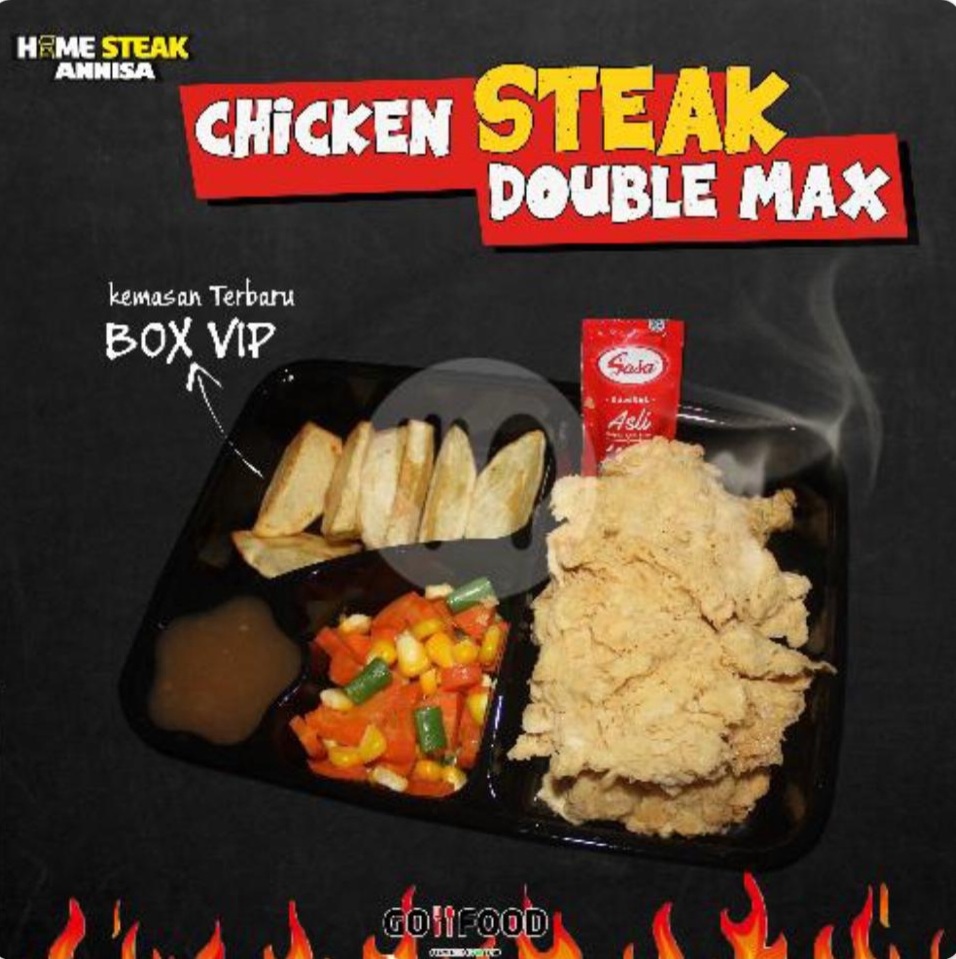 HOME STEAK
ANNISA
CHiCKEN STEAK
DOUBLE MAX
kemasan Terbaru
BOX VIP
Sasa
Asli
GOFOOD